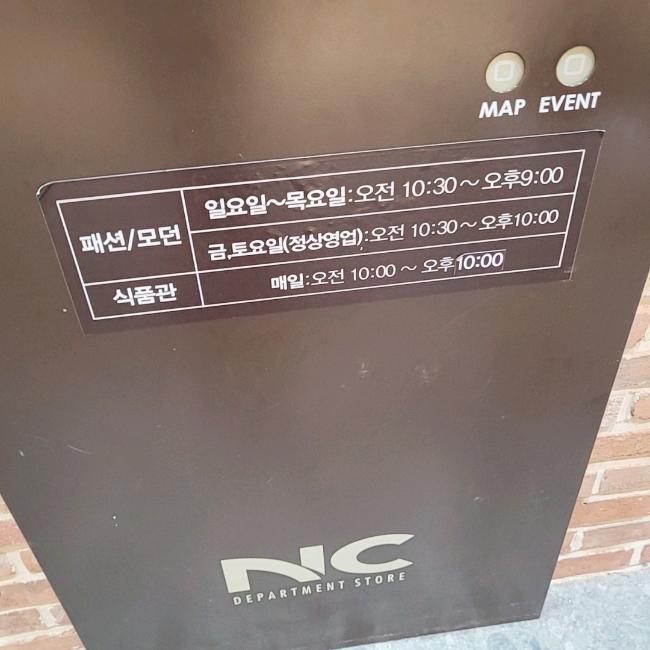 MAP EVENT
패션/모던
일요일~목요일:오전 10:30 ~ 오후9:00
금,토요일(정상영업):오전 10:30 ~ 오후10:00
식품관
매일:오전 10:00 ~ 오후10:00
NC
DEPARTMENT STORE